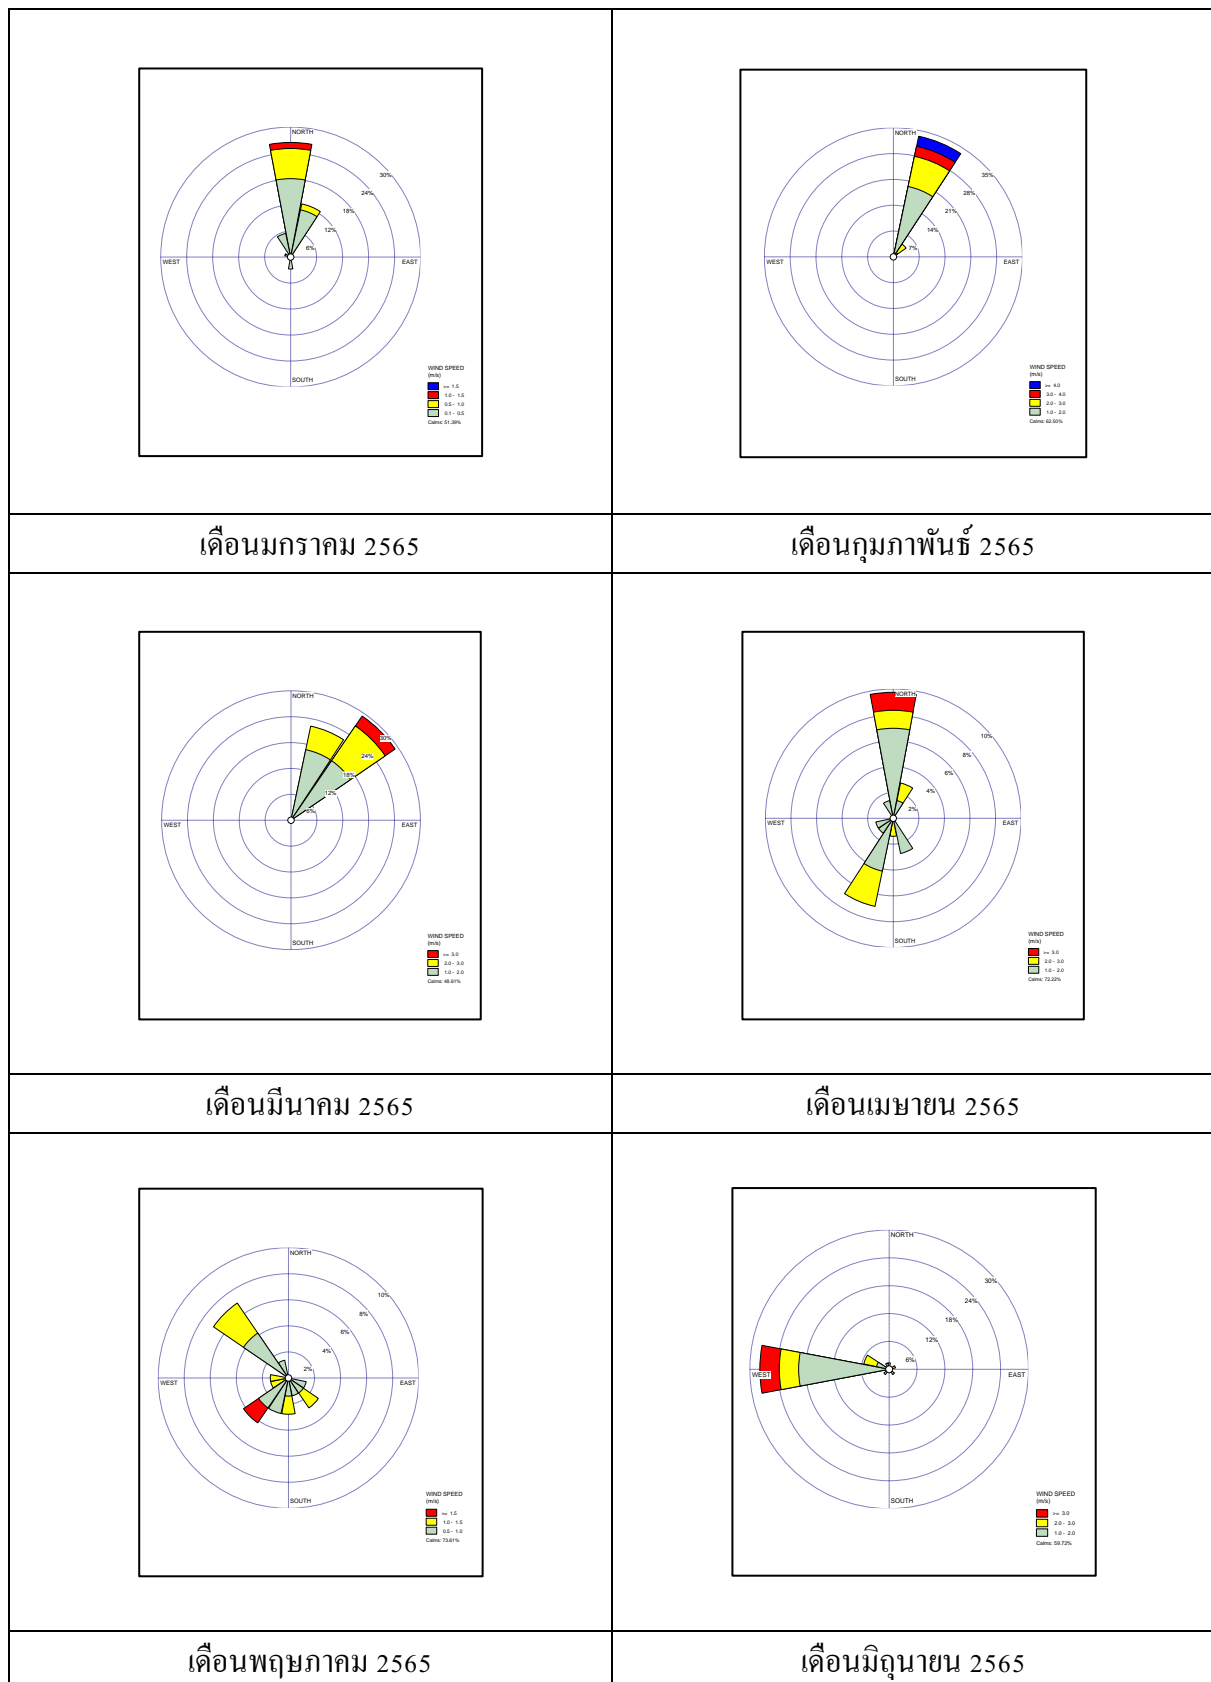 NORTH
30%
24%
18%
12%
6%
WEST
EAST
SOUTH
WIND SPEED
(m/s)
>= 1.5
1.0 - 1.5
0.5 - 1.0
0.1 - 0.5
Calms: 51.39%
เดือนมกราคม 2565
NORTH
35%
28%
21%
14%
7%
WEST
EAST
SOUTH
WIND SPEED
(m/s)
>= 4.0
3.0 - 4.0
2.0 - 3.0
1.0 - 2.0
Calms: 62.50%
เดือนกุมภาพันธ์ 2565
NORTH
30%
24%
18%
12%
6%
WEST
EAST
SOUTH
WIND SPEED
(m/s)
>= 3.0
2.0 - 3.0
1.0 - 2.0
Calms: 48.61%
เดือนมีนาคม 2565
NORTH
10%
8%
6%
4%
2%
WEST
EAST
SOUTH
WIND SPEED
(m/s)
>= 3.0
2.0 - 3.0
1.0 - 2.0
Calms: 72.22%
เดือนเมษายน 2565
NORTH
10%
8%
6%
4%
2%
WEST
EAST
SOUTH
WIND SPEED
(m/s)
>= 1.5
1.0 - 1.5
0.5 - 1.0
Calms: 73.61%
เดือนพฤษภาคม 2565
NORTH
30%
24%
18%
12%
6%
WEST
EAST
SOUTH
WIND SPEED
(m/s)
>= 3.0
2.0 - 3.0
1.0 - 2.0
Calms: 59.72%
เดือนมิถุนายน 2565